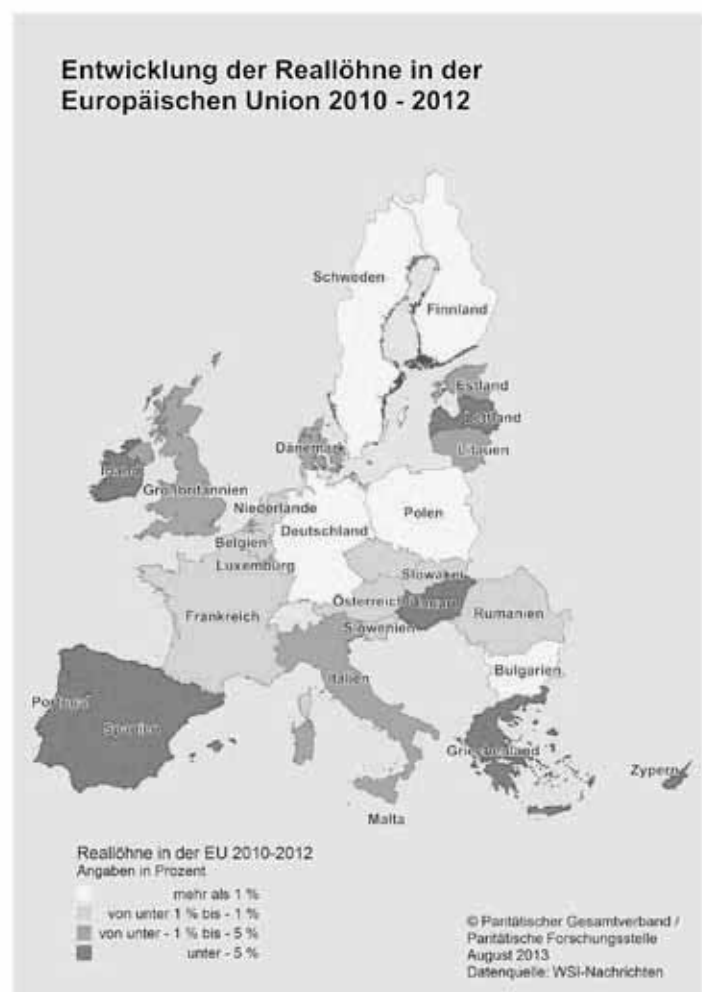 Entwicklung der Reallöhne in der
Europäischen Union 2010 - 2012
Schweden
Finnland
Estland
Lettland
Litauen
Dänemark
Irland
Großbritannien
Niederlande
Polen
Deutschland
Belgien
Luxemburg
Slowakei
Österreich
Ungarn
Frankreich
Rumänien
Slowenien
Bulgarien
Italien
Portugal
Spanien
Griechenland
Zypern
Malta
Reallöhne in der EU 2010-2012
Angaben in Prozent
mehr als 1 %
von unter 1 % bis - 1 %
von unter - 1 % bis - 5 %
unter - 5 %
© Paritätischer Gesamtverband /
Paritätische Forschungsstelle
August 2013
Datenquelle: WSI-Nachrichten